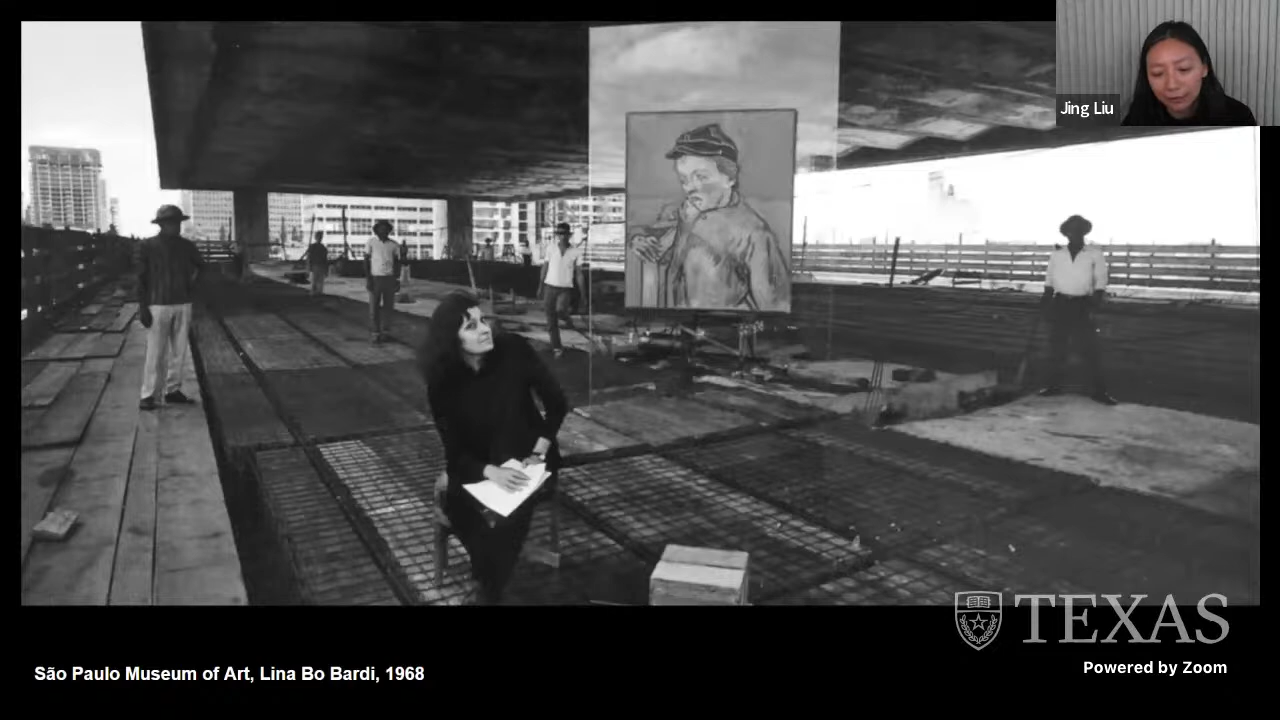 Jing Liu
TEXAS
Powered by Zoom
São Paulo Museum of Art, Lina Bo Bardi, 1968